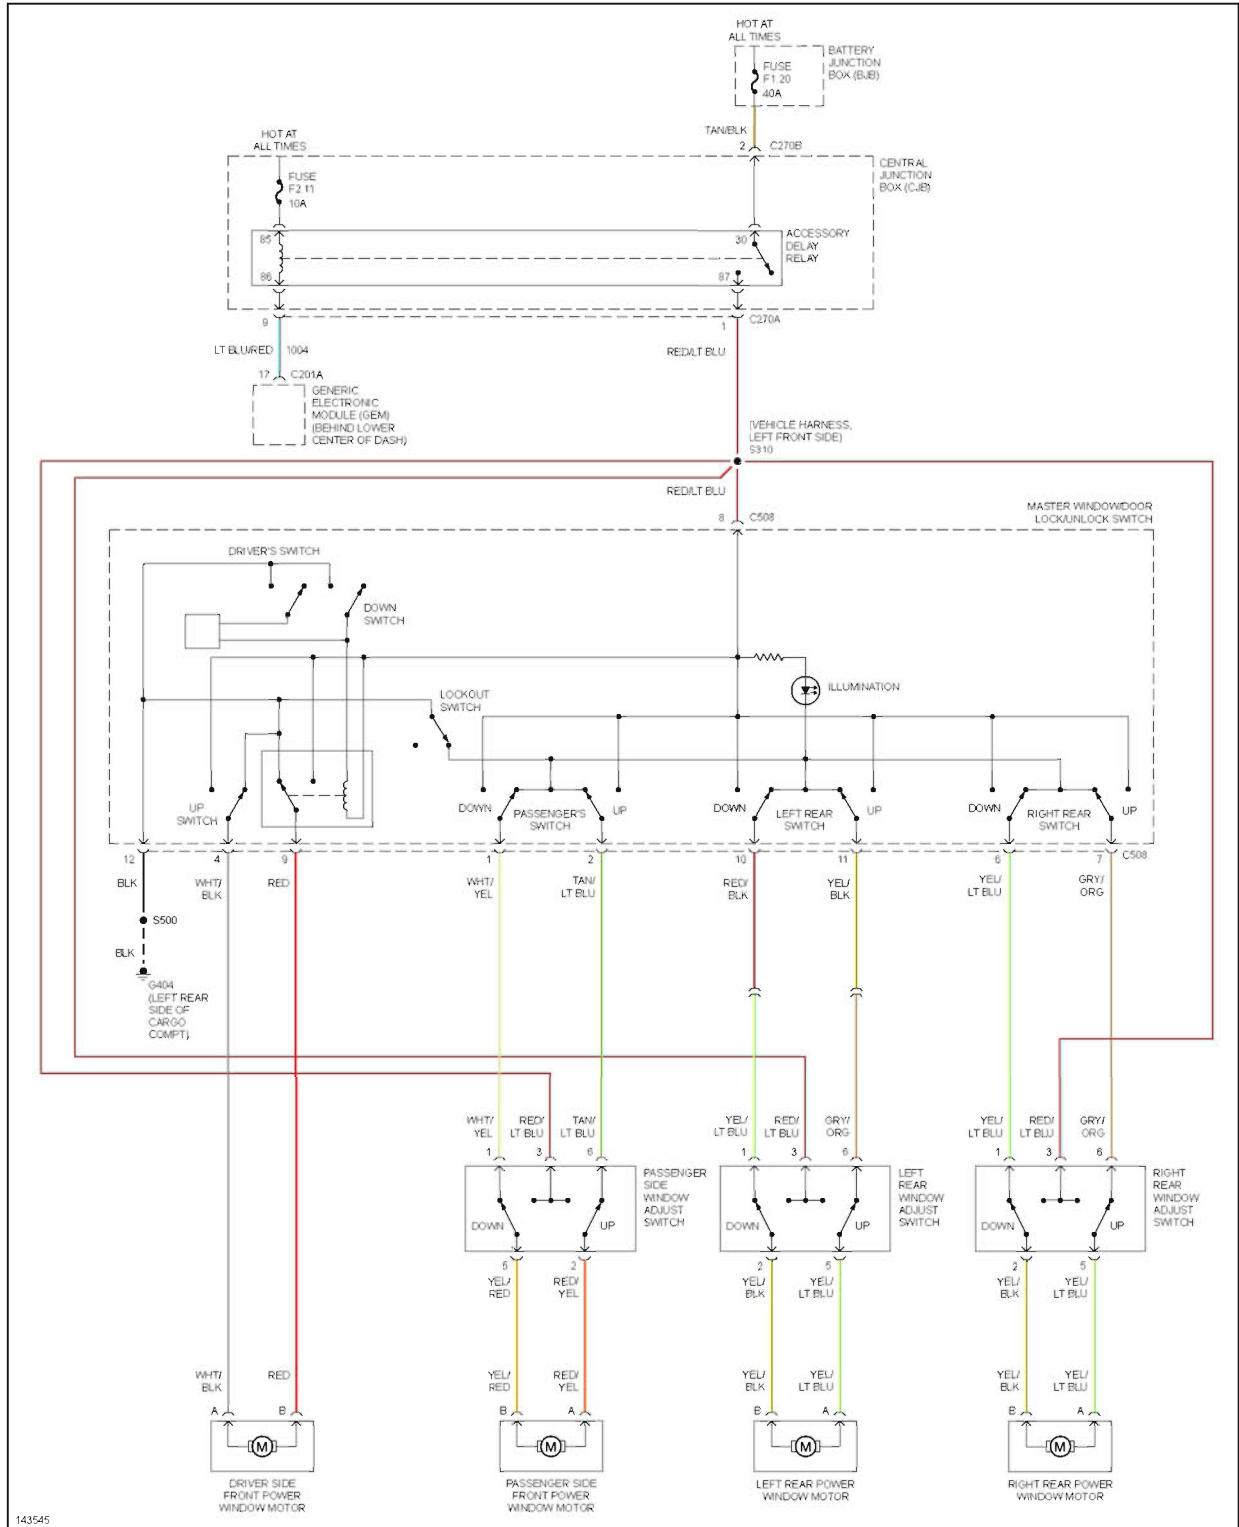 HOT AT
ALL TIMES
FUSE
F1.20
40A
BATTERY
JUNCTION
BOX (BJB)
TAN/BLK
2
C270B
HOT AT
ALL TIMES
FUSE
F2.11
10A
CENTRAL
JUNCTION
BOX (CJB)
85
30
ACCESSORY
DELAY
RELAY
86
87
9
1
C270A
LT BLU/RED
1004
RED/LT BLU
17
C201A
GENERIC
ELECTRONIC
MODULE (GEM)
(BEHIND LOWER
CENTER OF DASH)
(VEHICLE HARNESS,
LEFT FRONT SIDE)
S310
RED/LT BLU
8
C508
MASTER WINDOW/DOOR
LOCK/UNLOCK SWITCH
DRIVER'S SWITCH
DOWN
SWITCH
LOCKOUT
SWITCH
ILLUMINATION
UP
SWITCH
DOWN
PASSENGER'S
SWITCH
UP
DOWN
LEFT REAR
SWITCH
UP
DOWN
RIGHT REAR
SWITCH
UP
12
4
9
1
2
10
11
6
7
C508
BLK
WHT/
BLK
RED
WHT/
YEL
TAN/
LT BLU
RED/
BLK
YEL/
BLK
YEL/
LT BLU
GRY/
ORG
S500
BLK
G404
(LEFT REAR
SIDE OF
CARGO
COMPT)
WHT/
YEL
RED/
LT BLU
TAN/
LT BLU
YEL/
LT BLU
RED/
LT BLU
GRY/
ORG
YEL/
LT BLU
RED/
LT BLU
GRY/
ORG
1
3
6
1
3
6
1
3
6
DOWN
UP
PASSENGER
SIDE
WINDOW
ADJUST
SWITCH
DOWN
UP
LEFT
REAR
WINDOW
ADJUST
SWITCH
DOWN
UP
RIGHT
REAR
WINDOW
ADJUST
SWITCH
5
2
2
5
2
5
YEL/
RED
RED/
YEL
YEL/
BLK
YEL/
LT BLU
YEL/
BLK
YEL/
LT BLU
WHT/
BLK
RED
YEL/
RED
RED/
YEL
YEL/
BLK
YEL/
LT BLU
YEL/
BLK
YEL/
LT BLU
A
B
B
A
B
A
B
A
M
M
M
M
DRIVER SIDE
FRONT POWER
WINDOW MOTOR
PASSENGER SIDE
FRONT POWER
WINDOW MOTOR
LEFT REAR POWER
WINDOW MOTOR
RIGHT REAR POWER
WINDOW MOTOR
143545